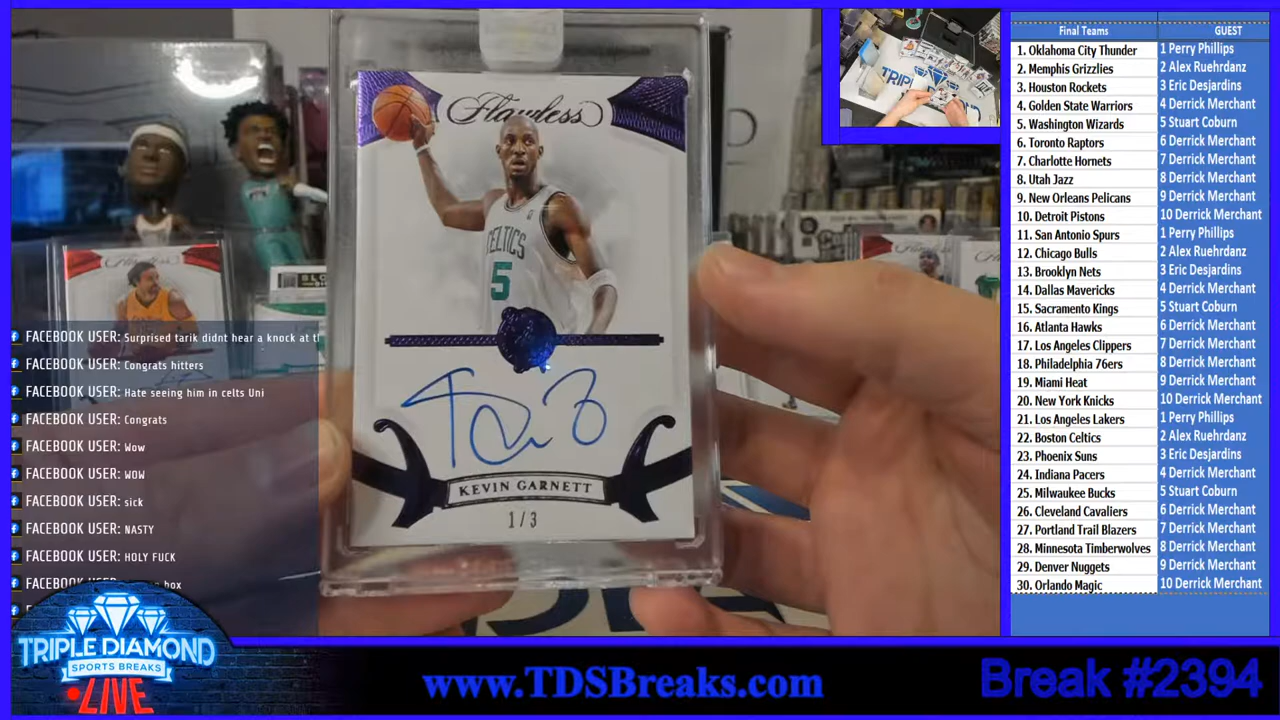 Flawless
CELTICS
5
KEVIN GARNETT
1/3
FACEBOOK USER: Surprised tarik didnt hear a knock at
FACEBOOK USER: Congrats hitters
FACEBOOK USER: Hate seeing him in celts Uni
FACEBOOK USER: Congrats
FACEBOOK USER: Wow
FACEBOOK USER: WOW
FACEBOOK USER: sick
FACEBOOK USER: NASTY
FACEBOOK USER: HOLY FUCK
FACEBOOK USER: box
TRIPLE DIAMOND
SPORTS BREAKS
LIVE
www.TDSBreaks.com
Break #2394
Final Teams GUEST
1. Oklahoma City Thunder 1 Perry Phillips
2. Memphis Grizzlies 2 Alex Ruehrdanz
3. Houston Rockets 3 Eric Desjardins
4. Golden State Warriors 4 Derrick Merchant
5. Washington Wizards 5 Stuart Coburn
6. Toronto Raptors 6 Derrick Merchant
7. Charlotte Hornets 7 Derrick Merchant
8. Utah Jazz 8 Derrick Merchant
9. New Orleans Pelicans 9 Derrick Merchant
10. Detroit Pistons 10 Derrick Merchant
11. San Antonio Spurs 1 Perry Phillips
12. Chicago Bulls 2 Alex Ruehrdanz
13. Brooklyn Nets 3 Eric Desjardins
14. Dallas Mavericks 4 Derrick Merchant
15. Sacramento Kings 5 Stuart Coburn
16. Atlanta Hawks 6 Derrick Merchant
17. Los Angeles Clippers 7 Derrick Merchant
18. Philadelphia 76ers 8 Derrick Merchant
19. Miami Heat 9 Derrick Merchant
20. New York Knicks 10 Derrick Merchant
21. Los Angeles Lakers 1 Perry Phillips
22. Boston Celtics 2 Alex Ruehrdanz
23. Phoenix Suns 3 Eric Desjardins
24. Indiana Pacers 4 Derrick Merchant
25. Milwaukee Bucks 5 Stuart Coburn
26. Cleveland Cavaliers 6 Derrick Merchant
27. Portland Trail Blazers 7 Derrick Merchant
28. Minnesota Timberwolves 8 Derrick Merchant
29. Denver Nuggets 9 Derrick Merchant
30. Orlando Magic 10 Derrick Merchant